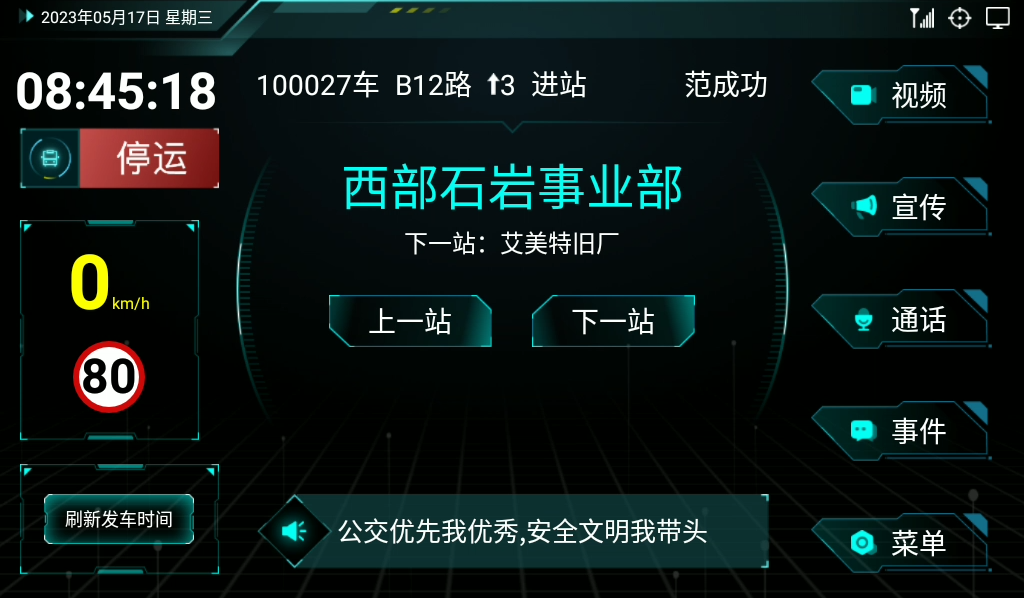 2023年05月17日 星期三
08:45:18
100027车 B12路 ⬆3 进站 范成功
停运
西部石岩事业部
下一站：艾美特旧厂
上一站 下一站
0 km/h
80
刷新发车时间
公交优先我优秀,安全文明我带头
视频
宣传
通话
事件
菜单